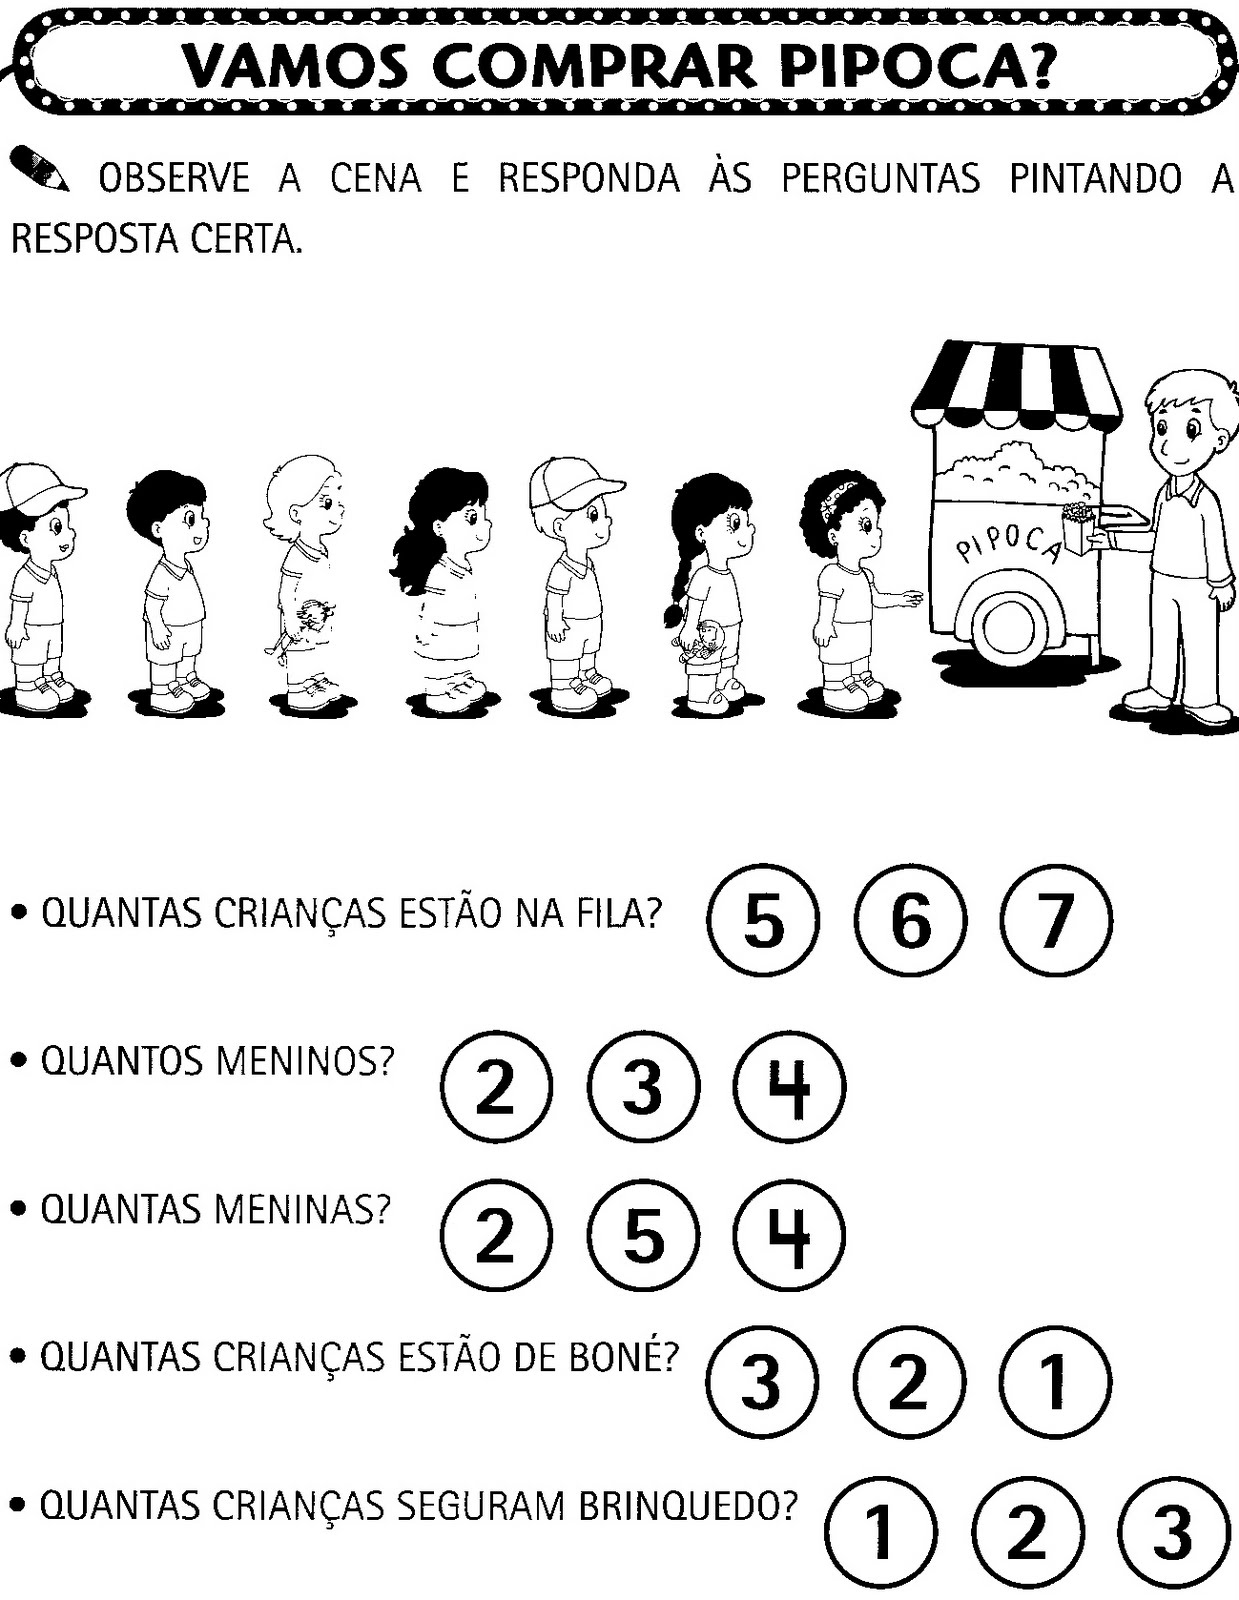 VAMOS COMPRAR PIPOCA?
OBSERVE A CENA E RESPONDA ÀS PERGUNTAS PINTANDO A
RESPOSTA CERTA.
PIPOCA
• QUANTAS CRIANÇAS ESTÃO NA FILA? 5 6 7
• QUANTOS MENINOS? 2 3 4
• QUANTAS MENINAS? 2 5 4
• QUANTAS CRIANÇAS ESTÃO DE BONÉ? 3 2 1
• QUANTAS CRIANÇAS SEGURAM BRINQUEDO? 1 2 3